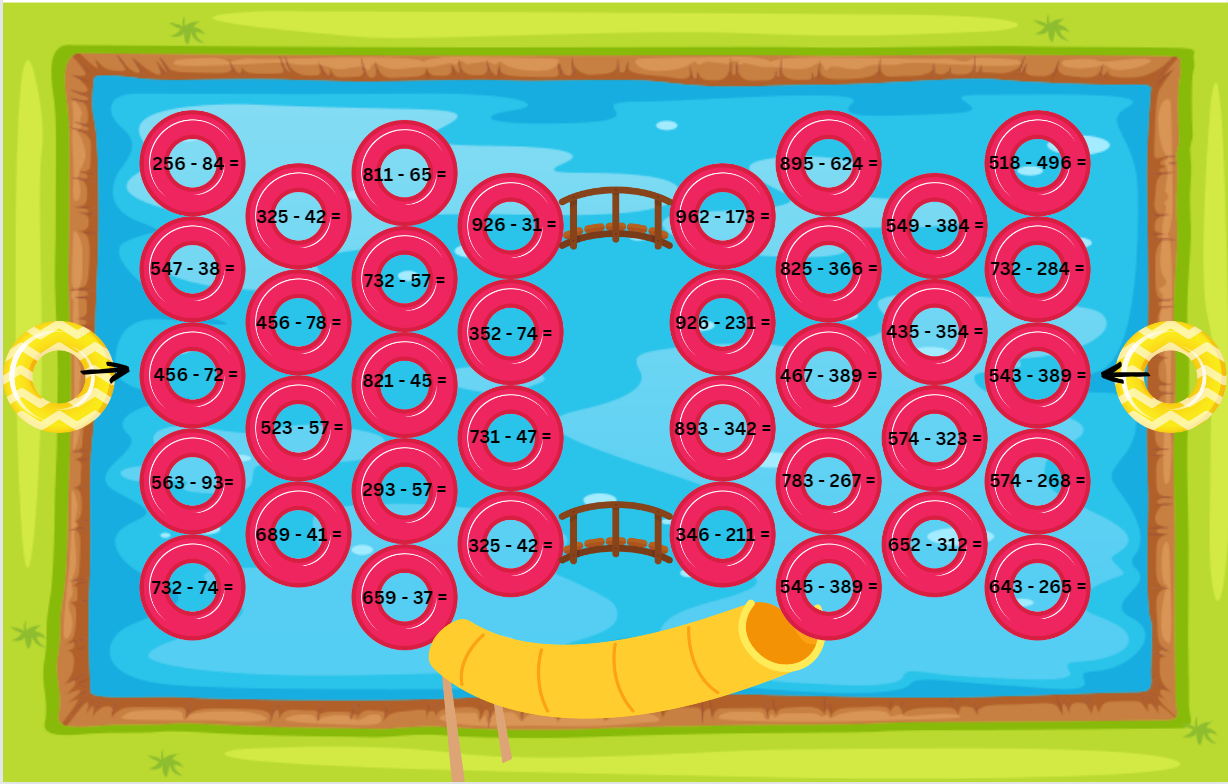 256 - 84 =
547 - 38 =
456 - 72 =
563 - 93=
732 - 74 =
325 - 42 =
456 - 78 =
523 - 57 =
689 - 41 =
811 - 65 =
732 - 57 =
821 - 45 =
293 - 57 =
659 - 37 =
926 - 31 =
352 - 74 =
731 - 47 =
325 - 42 =
962 - 173 =
926 - 231 =
893 - 342 =
346 - 211 =
895 - 624 =
825 - 366 =
467 - 389 =
783 - 267 =
545 - 389 =
549 - 384 =
435 - 354 =
574 - 323 =
652 - 312 =
518 - 496 =
732 - 284 =
543 - 389 =
574 - 268 =
643 - 265 =